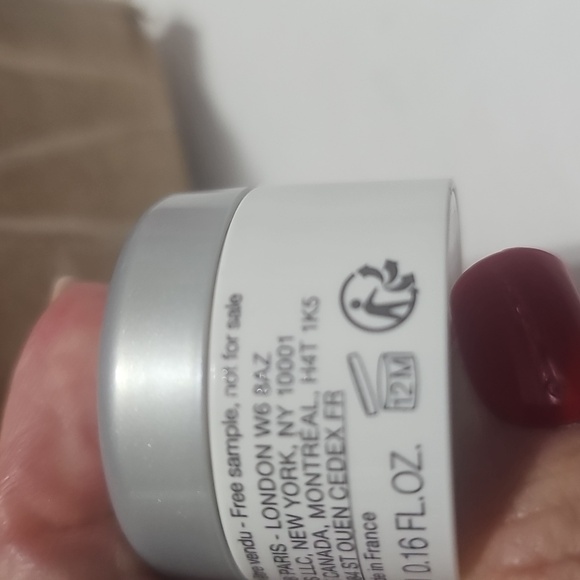 vendu - Free sample, not for sale
PARIS - LONDON W6 8AZ
LLC, NEW YORK, NY 10001
CANADA, MONTRÉAL, H4T 1K5
ST OUEN CEDEX FR
in France
0.16 FL.OZ.
12M